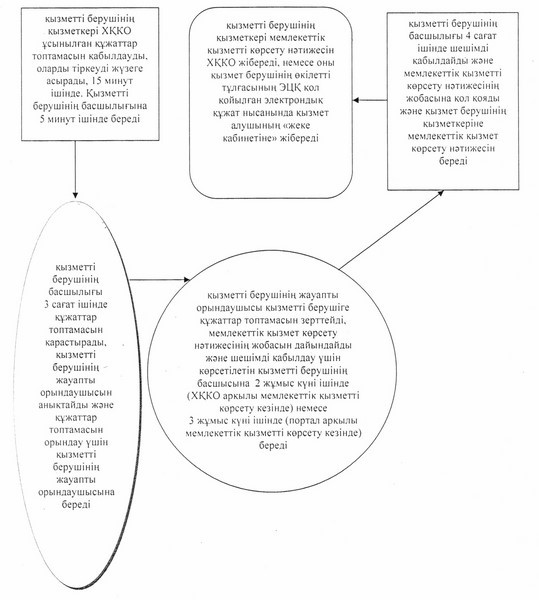 қызметті берушінің
қызметкері ХҚКО
ұсынылған құжаттар
топтамасын қабылдауды,
оларды тіркеуді жүзеге
асырады, 15 минут
ішінде. Қызметті
берушінің басшылығына
5 минут ішінде береді
қызметті берушінің
қызметкері мемлекеттік
қызметті көрсету нәтижесін
ХҚКО жібереді, немесе оны
қызмет берушінің өкілетті
тұлғасының ЭЦҚ қол
қойылған электрондық
құжат нысанында қызмет
алушының «жеке
кабинетіне» жібереді
қызметті берушінің
басшылығы 4 сағат
ішінде шешімді
қабылдайды және
мемлекеттік қызметті
көрсету нәтижесінің
жобасына қол қояды
және қызмет берушінің
қызметкеріне
мемлекеттік қызмет
көрсету нәтижесін
береді
қызметті
берушінің
басшылығы
3 сағат ішінде
құжаттар
топтамасын
қарастырады,
қызметті
берушінің
жауапты
орындаушысын
анықтайды және
құжаттар
топтамасын
орындау үшін
қызметті
берушінің
жауапты
орындаушысына
береді
қызметті берушінің жауапты
орындаушысы қызметті берушіге
құжаттар топтамасын зерттейді,
мемлекеттік қызмет көрсету
нәтижесінің жобасын дайындайды
және шешімді қабылдау үшін
көрсетілетін қызметті берушінің
басшысына 2 жұмыс күні ішінде
(ХҚКО арқылы мемлекеттік қызметті
көрсету кезінде) немесе
3 жұмыс күні ішінде (портал арқылы
мемлекеттік қызметті көрсету кезінде)
береді